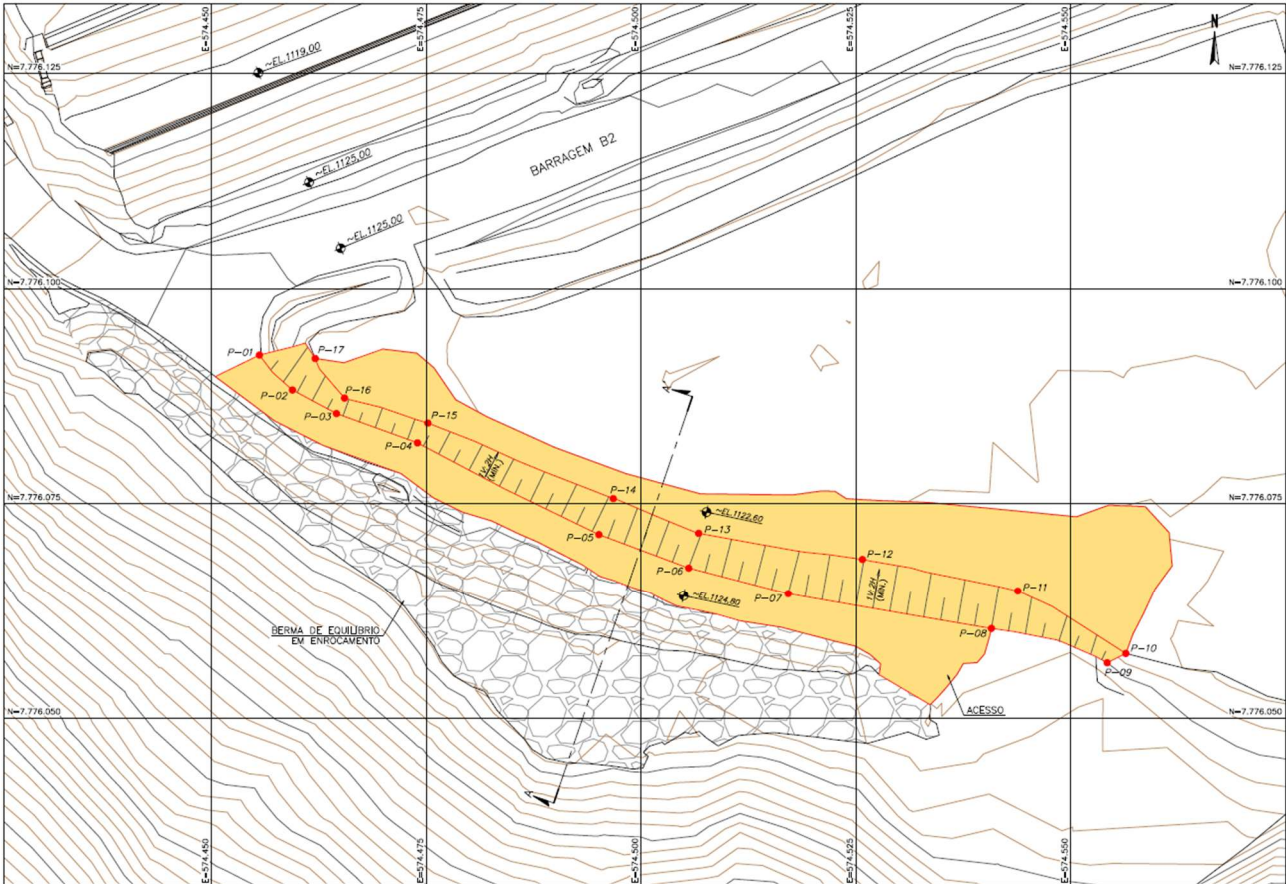 E=574.450
E=574.475
E=574.500
E=574.525
E=574.550
N
~EL.1119,00
N=7.776.125
N=7.776.125
BARRAGEM B2
~EL.1125,00
~EL.1125,00
N=7.776.100
N=7.776.100
P-01
P-17
P-02
P-16
P-03
P-15
P-04
A
1V:2H
(MIN.)
P-14
N=7.776.075
N=7.776.075
~EL.1122,60
P-13
P-05
P-12
P-06
1V:2H
(MIN.)
P-11
P-07
~EL.1124,80
P-08
BERMA DE EQUILÍBRIO
EM ENROCAMENTO
P-10
P-09
ACESSO
N=7.776.050
N=7.776.050
A
E=574.450
E=574.475
E=574.500
E=574.525
E=574.550